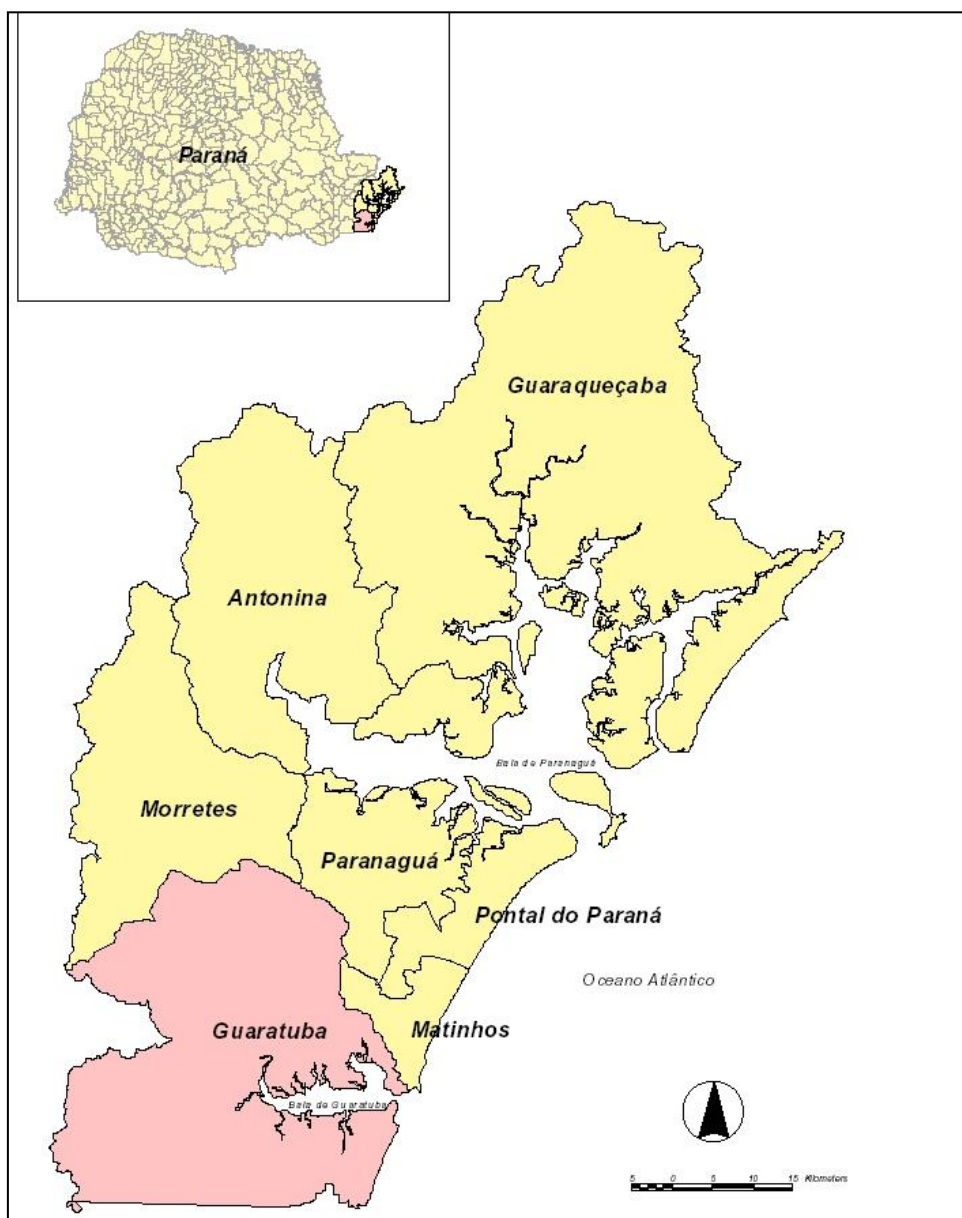 Paraná
Guaraqueçaba
Antonina
Baía de Paranaguá
Morretes
Paranaguá
Pontal do Paraná
Oceano Atlântico
Guaratuba
Matinhos
Baía de Guaratuba
5 0 5 10 15 Kilometers